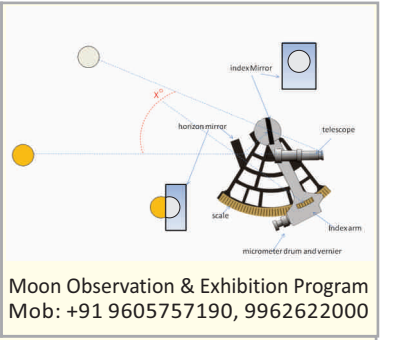 index Mirror
X°
horizon mirror
telescope
scale
Index arm
micrometer drum and vernier
Moon Observation & Exhibition Program
Mob: +91 9605757190, 9962622000